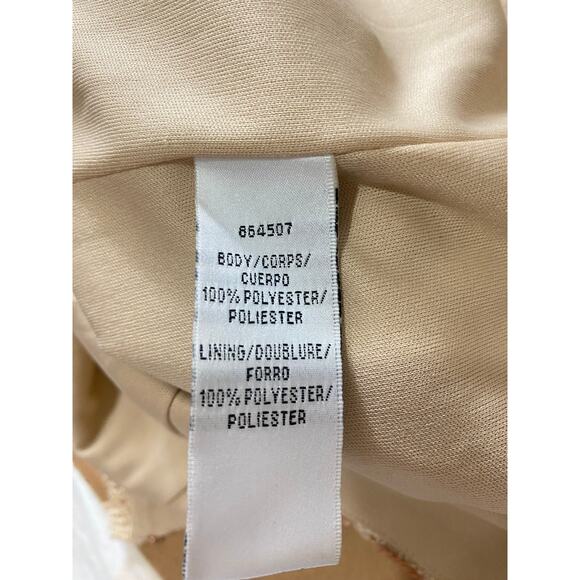 664507
BODY/CORPS/
CUERPO
100% POLYESTER/
POLIESTER
LINING/DOUBLURE/
FORRO
100% POLYESTER/
POLIESTER